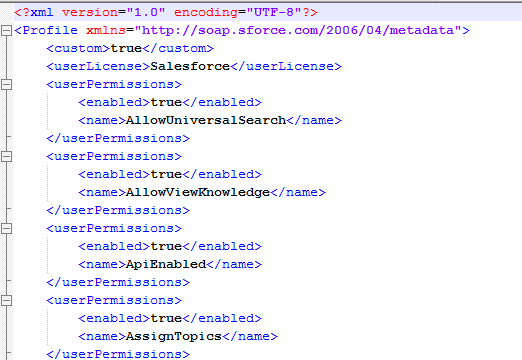 <?xml version="1.0" encoding="UTF-8"?>
<Profile xmlns="http://soap.sforce.com/2006/04/metadata">
    <custom>true</custom>
    <userLicense>Salesforce</userLicense>
    <userPermissions>
        <enabled>true</enabled>
        <name>AllowUniversalSearch</name>
    </userPermissions>
    <userPermissions>
        <enabled>true</enabled>
        <name>AllowViewKnowledge</name>
    </userPermissions>
    <userPermissions>
        <enabled>true</enabled>
        <name>ApiEnabled</name>
    </userPermissions>
    <userPermissions>
        <enabled>true</enabled>
        <name>AssignTopics</name>
    </userPermissions>